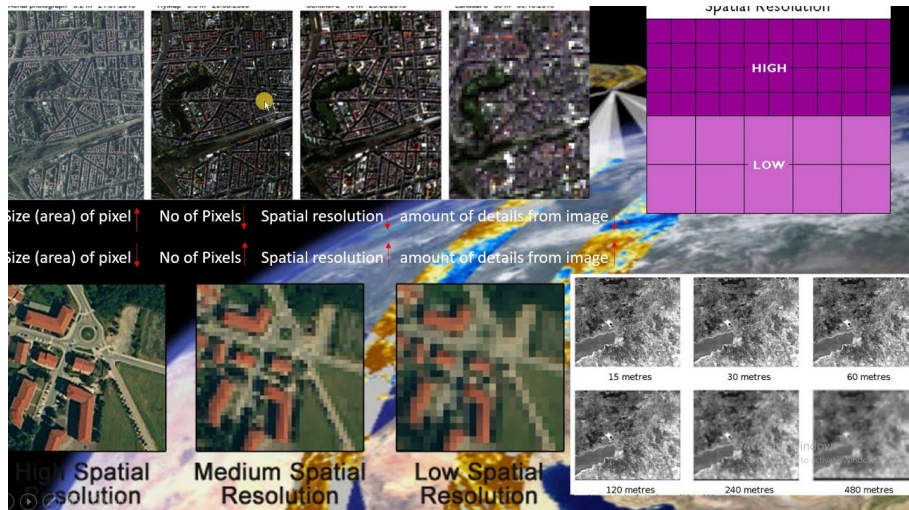 Spatial Resolution
HIGH
LOW
Size (area) of pixel No of Pixels Spatial resolution amount of details from image
Size (area) of pixel No of Pixels Spatial resolution amount of details from image
High Spatial
Resolution
Medium Spatial
Resolution
Low Spatial
Resolution
15 metres
30 metres
60 metres
120 metres
240 metres
480 metres